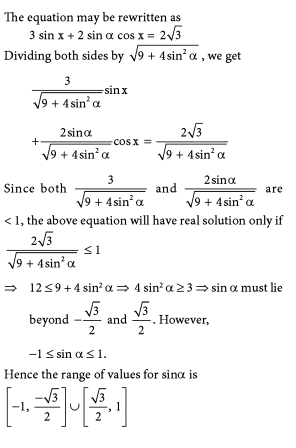 The equation may be rewritten as
3 sin x + 2 sin α cos x = 2√3
Dividing both sides by √(9 + 4sin² α) , we get
3/√(9 + 4sin² α) sin x
+ 2sinα/√(9 + 4sin² α) cos x = 2√3/√(9 + 4sin² α)
Since both 3/√(9 + 4sin² α) and 2sinα/√(9 + 4sin² α) are
< 1, the above equation will have real solution only if
2√3/√(9 + 4sin² α) ≤ 1
⇒ 12 ≤ 9 + 4 sin² α ⇒ 4 sin² α ≥ 3 ⇒ sin α must lie
beyond −√3/2 and √3/2. However,
−1 ≤ sin α ≤ 1.
Hence the range of values for sinα is
[−1, −√3/2] ∪ [√3/2, 1]